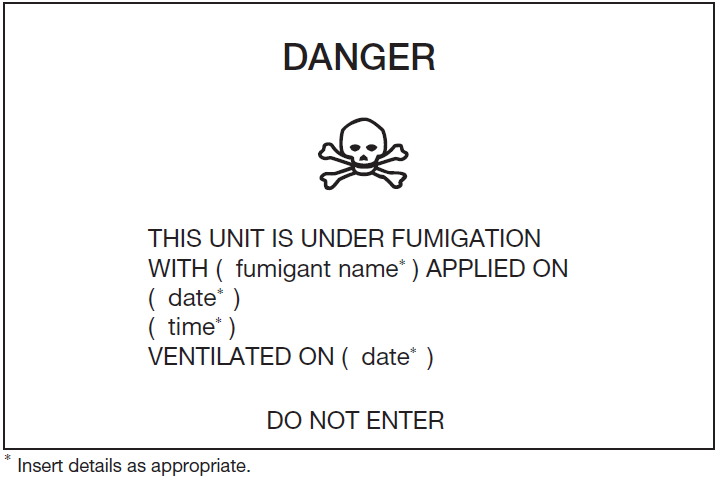 DANGER
THIS UNIT IS UNDER FUMIGATION
WITH ( fumigant name* ) APPLIED ON
( date* )
( time* )
VENTILATED ON ( date* )
DO NOT ENTER
* Insert details as appropriate.